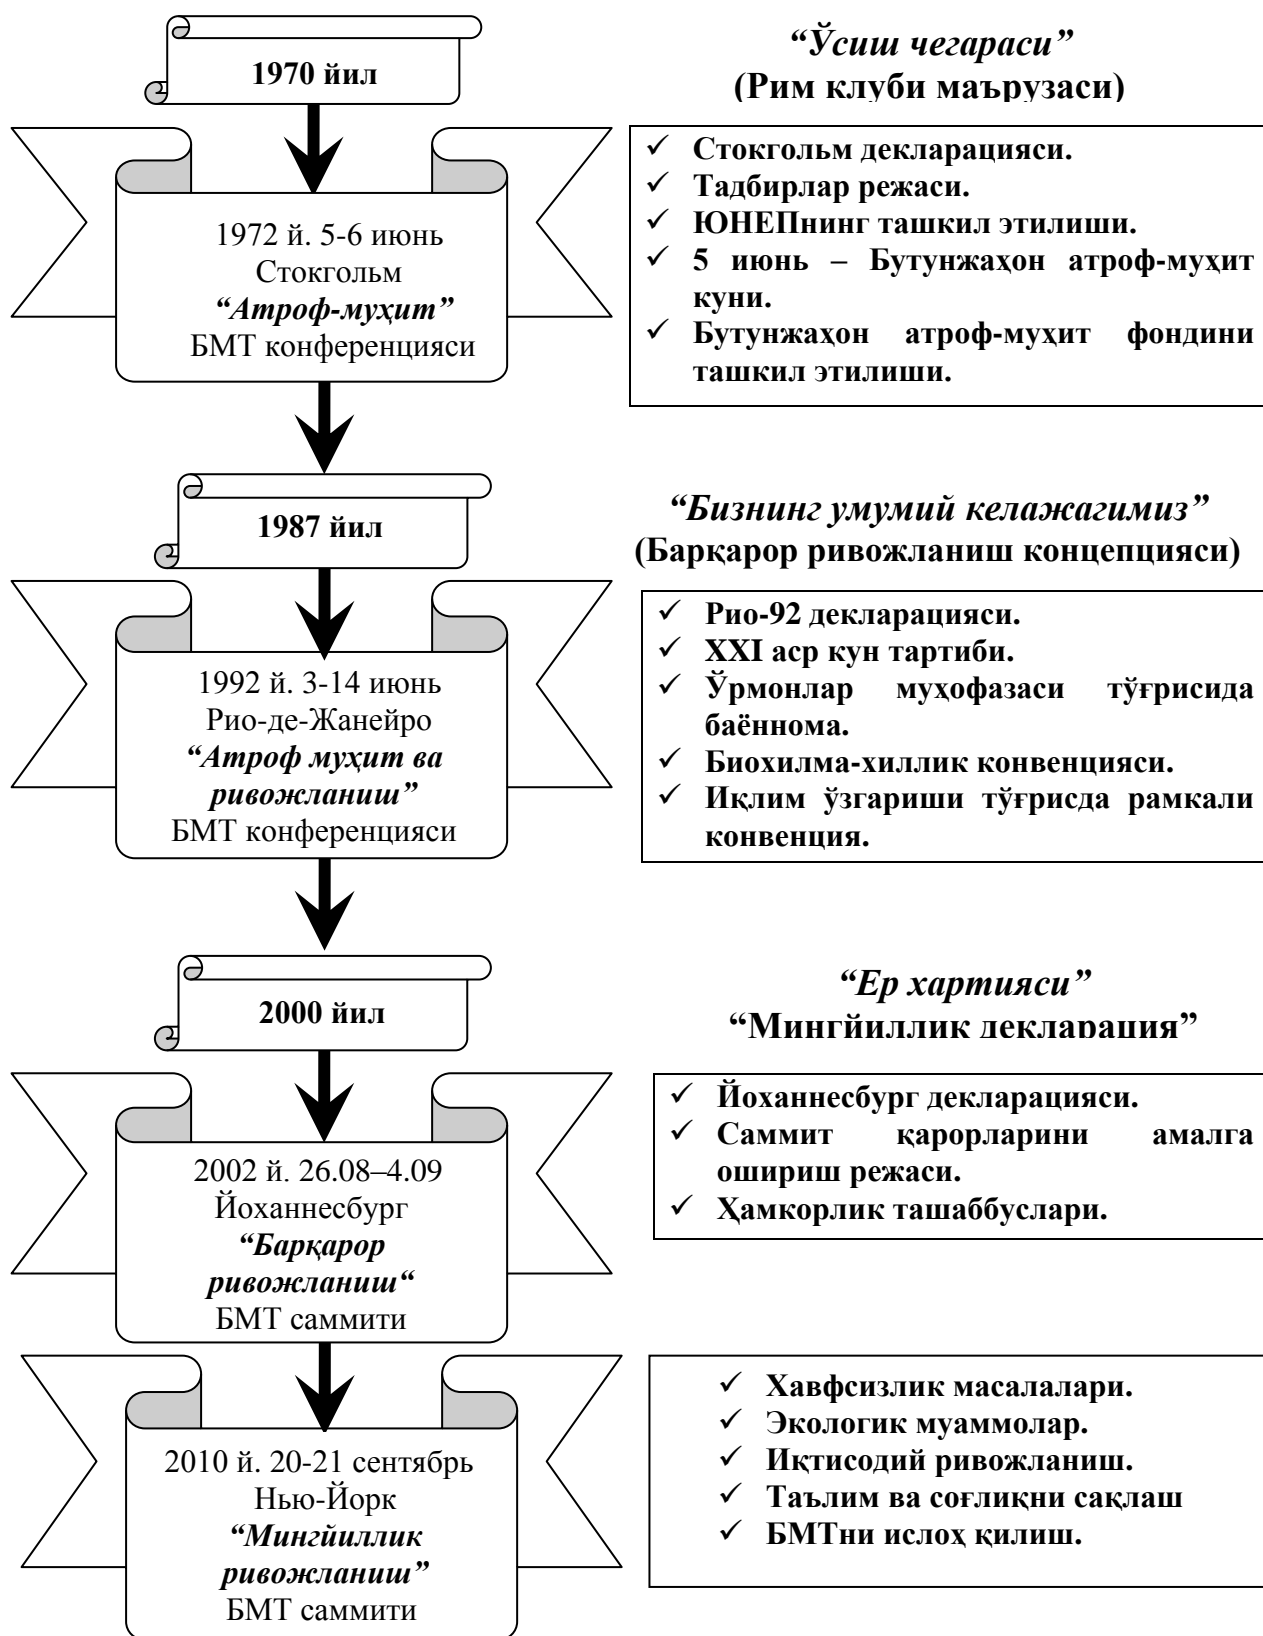 1970 йил
“Ўсиш чегараси”
(Рим клуби маърузаси)
1972 й. 5-6 июнь
Стокгольм
“Атроф-муҳит”
БМТ конференцияси
✓ Стокгольм декларацияси.
✓ Тадбирлар режаси.
✓ ЮНЕПнинг ташкил этилиши.
✓ 5 июнь – Бутунжаҳон атроф-муҳит
куни.
✓ Бутунжаҳон атроф-муҳит фондини
ташкил этилиши.
1987 йил
“Бизнинг умумий келажагимиз”
(Барқарор ривожланиш концепцияси)
1992 й. 3-14 июнь
Рио-де-Жанейро
“Атроф муҳит ва
ривожланиш”
БМТ конференцияси
✓ Рио-92 декларацияси.
✓ XXI аср кун тартиби.
✓ Ўрмонлар муҳофазаси тўғрисида
баённома.
✓ Биохилма-хиллик конвенцияси.
✓ Иқлим ўзгариши тўғрисда рамкали
конвенция.
2000 йил
“Ер хартияси”
“Мингйиллик декларация”
2002 й. 26.08–4.09
Йоханнесбург
“Барқарор
ривожланиш“
БМТ саммити
✓ Йоханнесбург декларацияси.
✓ Саммит қарорларини амалга
ошириш режаси.
✓ Ҳамкорлик ташаббуслари.
2010 й. 20-21 сентябрь
Нью-Йорк
“Мингйиллик
ривожланиш”
БМТ саммити
✓ Хавфсизлик масалалари.
✓ Экологик муаммолар.
✓ Иқтисодий ривожланиш.
✓ Таълим ва соғлиқни сақлаш
✓ БМТни ислоҳ қилиш.